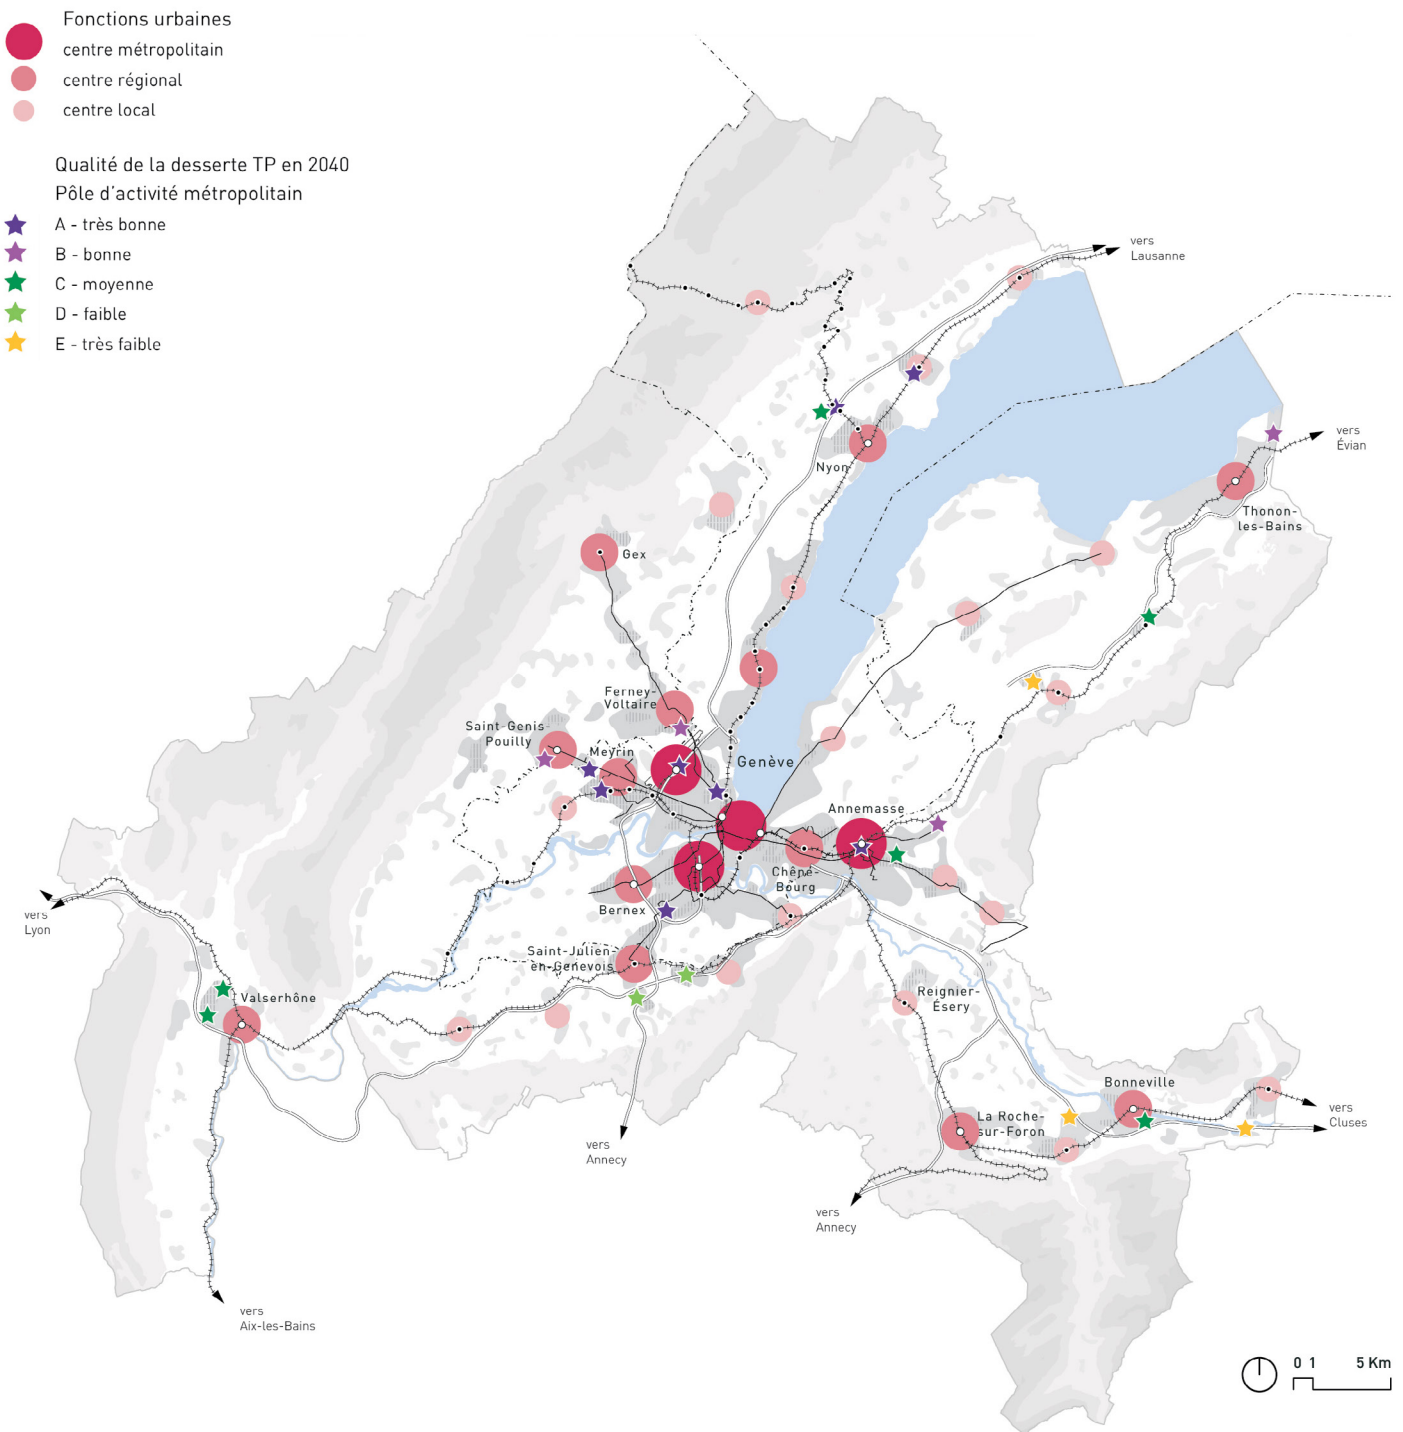 Fonctions urbaines
centre métropolitain
centre régional
centre local
Qualité de la desserte TP en 2040
Pôle d'activité métropolitain
A - très bonne
B - bonne
C - moyenne
D - faible
E - très faible
vers
Lausanne
vers
Évian
Nyon
Thonon-
les-Bains
Gex
Ferney-
Voltaire
Saint-Genis-
Pouilly
Meyrin
Genève
Annemasse
Chêne-
Bourg
Bernex
vers
Lyon
Saint-Julien-
en-Genevois
Valserhône
Reignier-
Ésery
Bonneville
La Roche-
sur-Foron
vers
Cluses
vers
Annecy
vers
Annecy
vers
Aix-les-Bains
0 1 5 Km